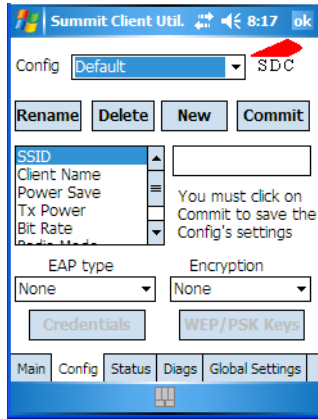 Summit Client Util. 8:17 ok
Config Default SDC
Rename Delete New Commit
SSID
Client Name
Power Save
Tx Power
Bit Rate
Radio Mode
You must click on
Commit to save the
Config's settings
EAP type Encryption
None None
Credentials WEP/PSK Keys
Main Config Status Diags Global Settings